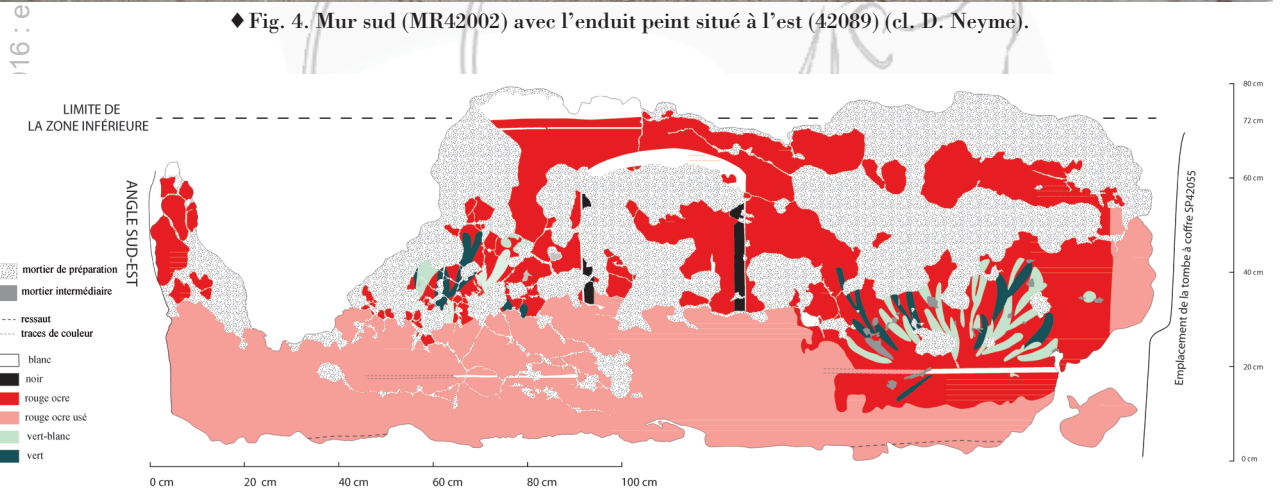 016 : e
♦ Fig. 4. Mur sud (MR42002) avec l’enduit peint situé à l’est (42089) (cl. D. Neyme).
LIMITE DE
LA ZONE INFÉRIEURE
80 cm
72 cm
60 cm
40 cm
20 cm
0 cm
ANGLE SUD-EST
Emplacement de la tombe à coffre SP42055
mortier de préparation
mortier intermédiaire
ressaut
traces de couleur
blanc
noir
rouge ocre
rouge ocre usé
vert-blanc
vert
0 cm 20 cm 40 cm 60 cm 80 cm 100 cm